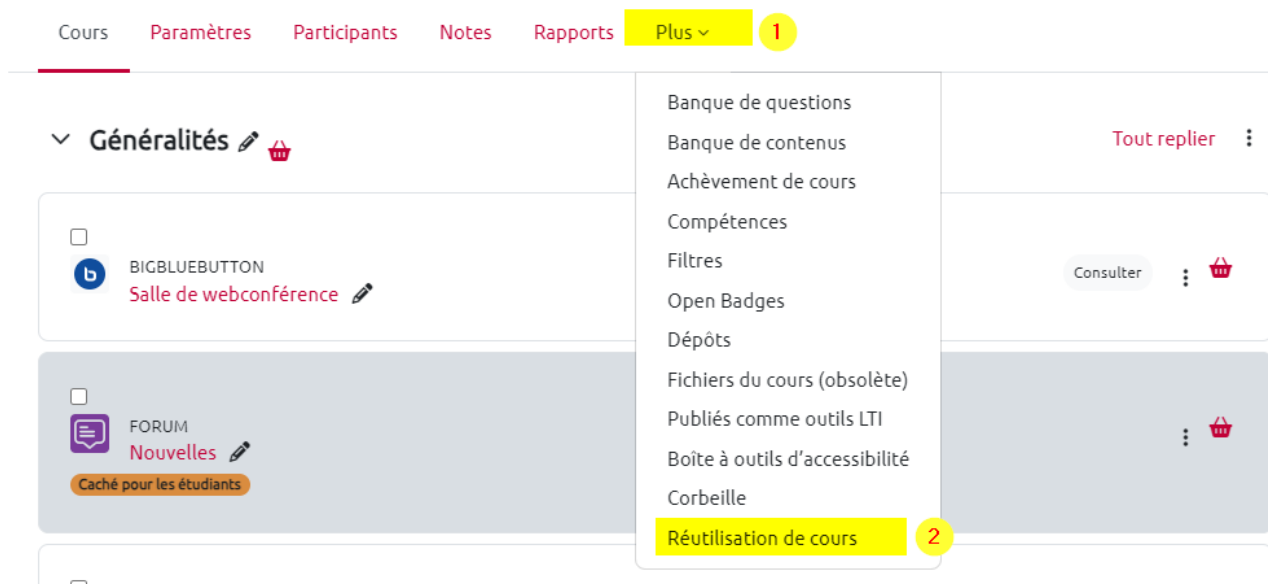 Cours Paramètres Participants Notes Rapports Plus 1
Banque de questions
Généralités
Banque de contenus
Tout replier
Achèvement de cours
Compétences
Filtres
BIGBLUEBUTTON
Salle de webconférence
Consulter
Open Badges
Dépôts
Fichiers du cours (obsolète)
Publiés comme outils LTI
FORUM
Nouvelles
Caché pour les étudiants
Boîte à outils d’accessibilité
Corbeille
Réutilisation de cours 2